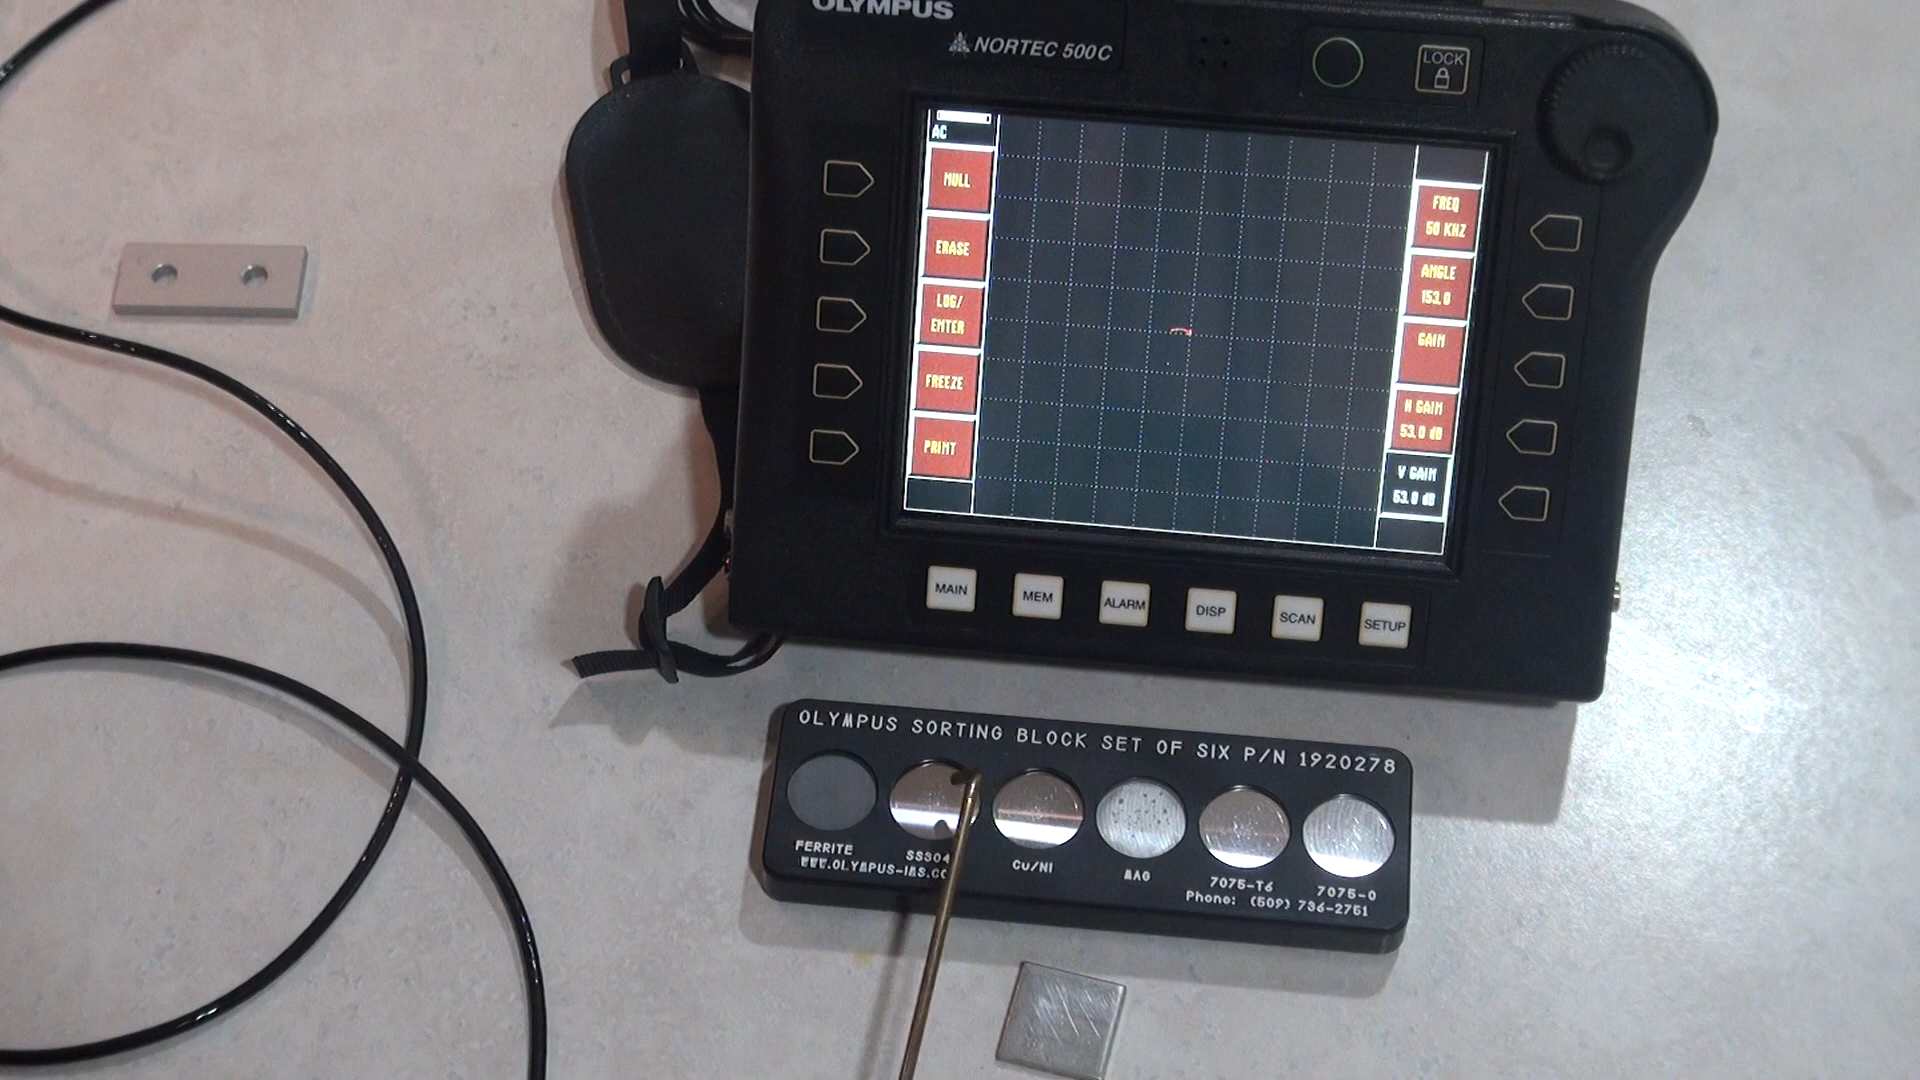 OLYMPUS
NORTEC 500C
LOCK
AC
NULL
ERASE
LOG/
ENTER
FREEZE
PRINT
FREQ
50 KHZ
ANGLE
153.0
GAIN
H GAIN
53.0 dB
V GAIN
53.0 dB
MAIN
MEM
ALARM
DISP
SCAN
SETUP
OLYMPUS SORTING BLOCK SET OF SIX P/N 1920278
FERRITE
SS304
Cu/NI
MAG
7075-T6
7075-0
WWW.OLYMPUS-IMS.CO
Phone: (509) 736-2751